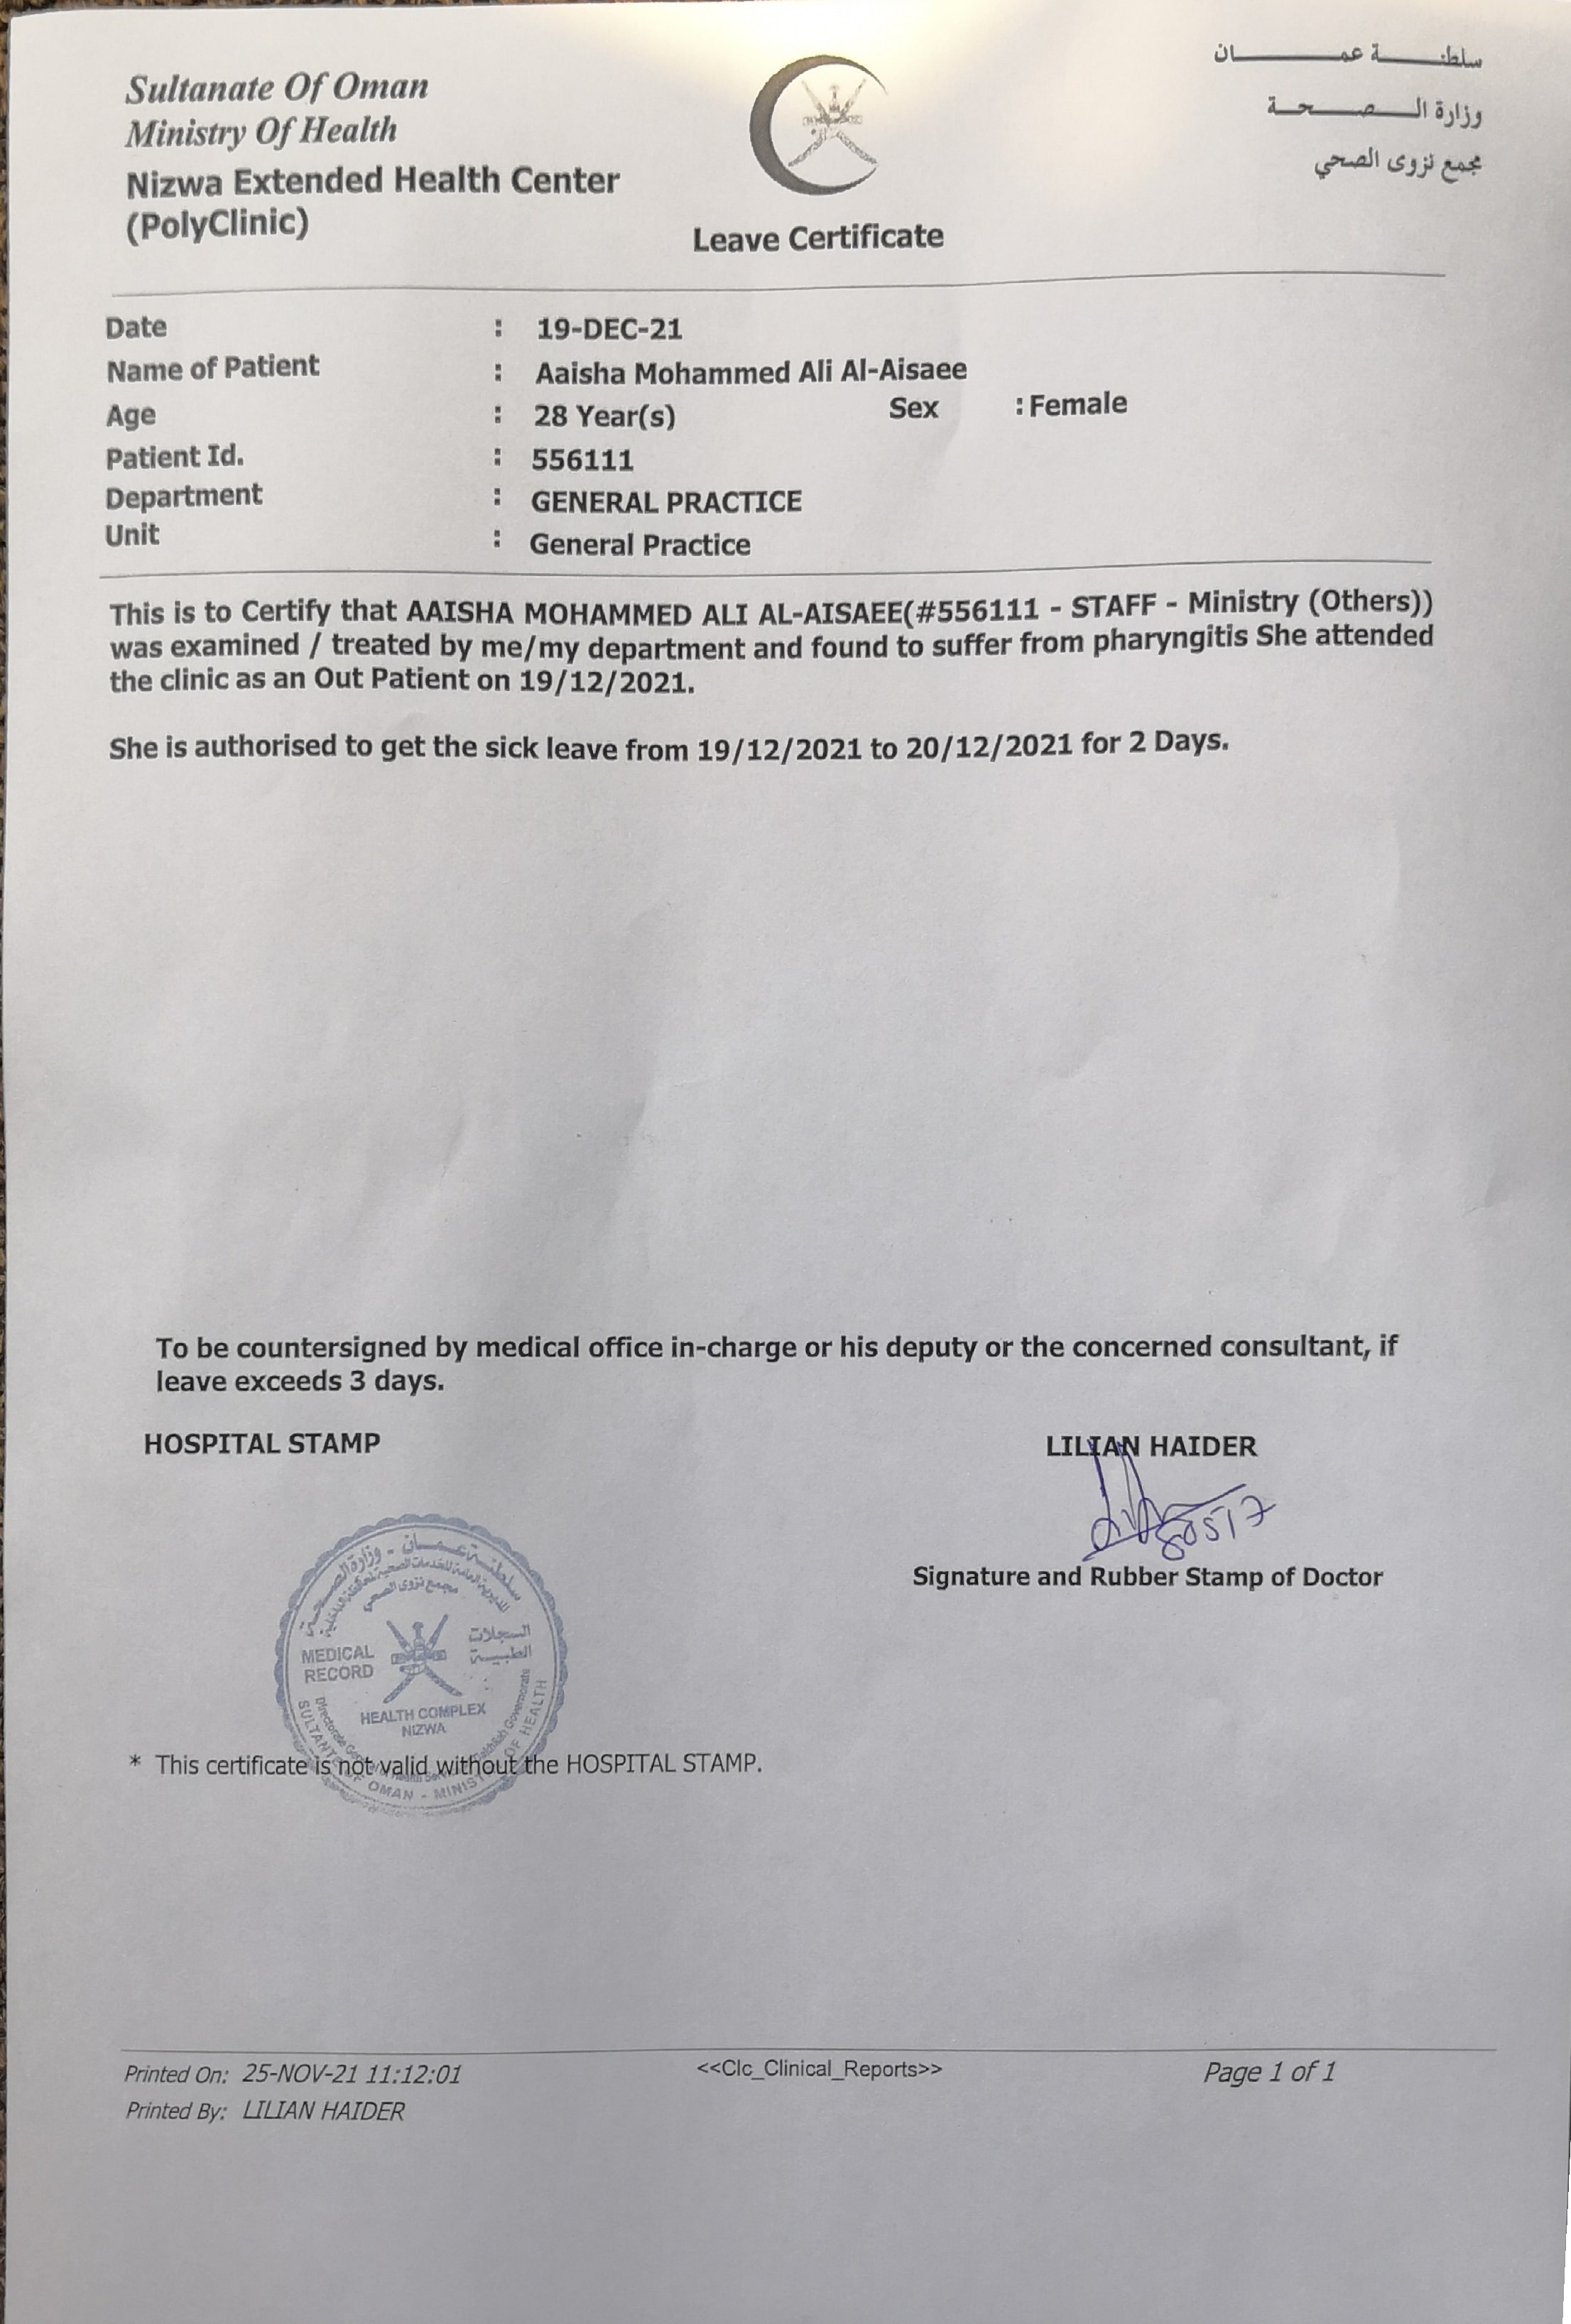 Sultanate Of Oman
Ministry Of Health
Nizwa Extended Health Center
(PolyClinic)
سلطنة عمان
وزارة الصحة
مجمع نزوى الصحي
Leave Certificate
Date : 19-DEC-21
Name of Patient : Aaisha Mohammed Ali Al-Aisaee
Age : 28 Year(s) Sex : Female
Patient Id. : 556111
Department : GENERAL PRACTICE
Unit : General Practice
This is to Certify that AAISHA MOHAMMED ALI AL-AISAEE(#556111 - STAFF - Ministry (Others))
was examined / treated by me/my department and found to suffer from pharyngitis She attended
the clinic as an Out Patient on 19/12/2021.
She is authorised to get the sick leave from 19/12/2021 to 20/12/2021 for 2 Days.
To be countersigned by medical office in-charge or his deputy or the concerned consultant, if
leave exceeds 3 days.
HOSPITAL STAMP
LILIAN HAIDER
Signature and Rubber Stamp of Doctor
سلطنة عمان - وزارة الصحة
مجمع نزوى الصحي
MEDICAL
RECORD
السجلات
الطبية
HEALTH COMPLEX
NIZWA
SULTANTE OF OMAN - MINISTRY OF HEALTH
* This certificate is not valid without the HOSPITAL STAMP.
Printed On: 25-NOV-21 11:12:01
<<Clc_Clinical_Reports>>
Page 1 of 1
Printed By: LILIAN HAIDER